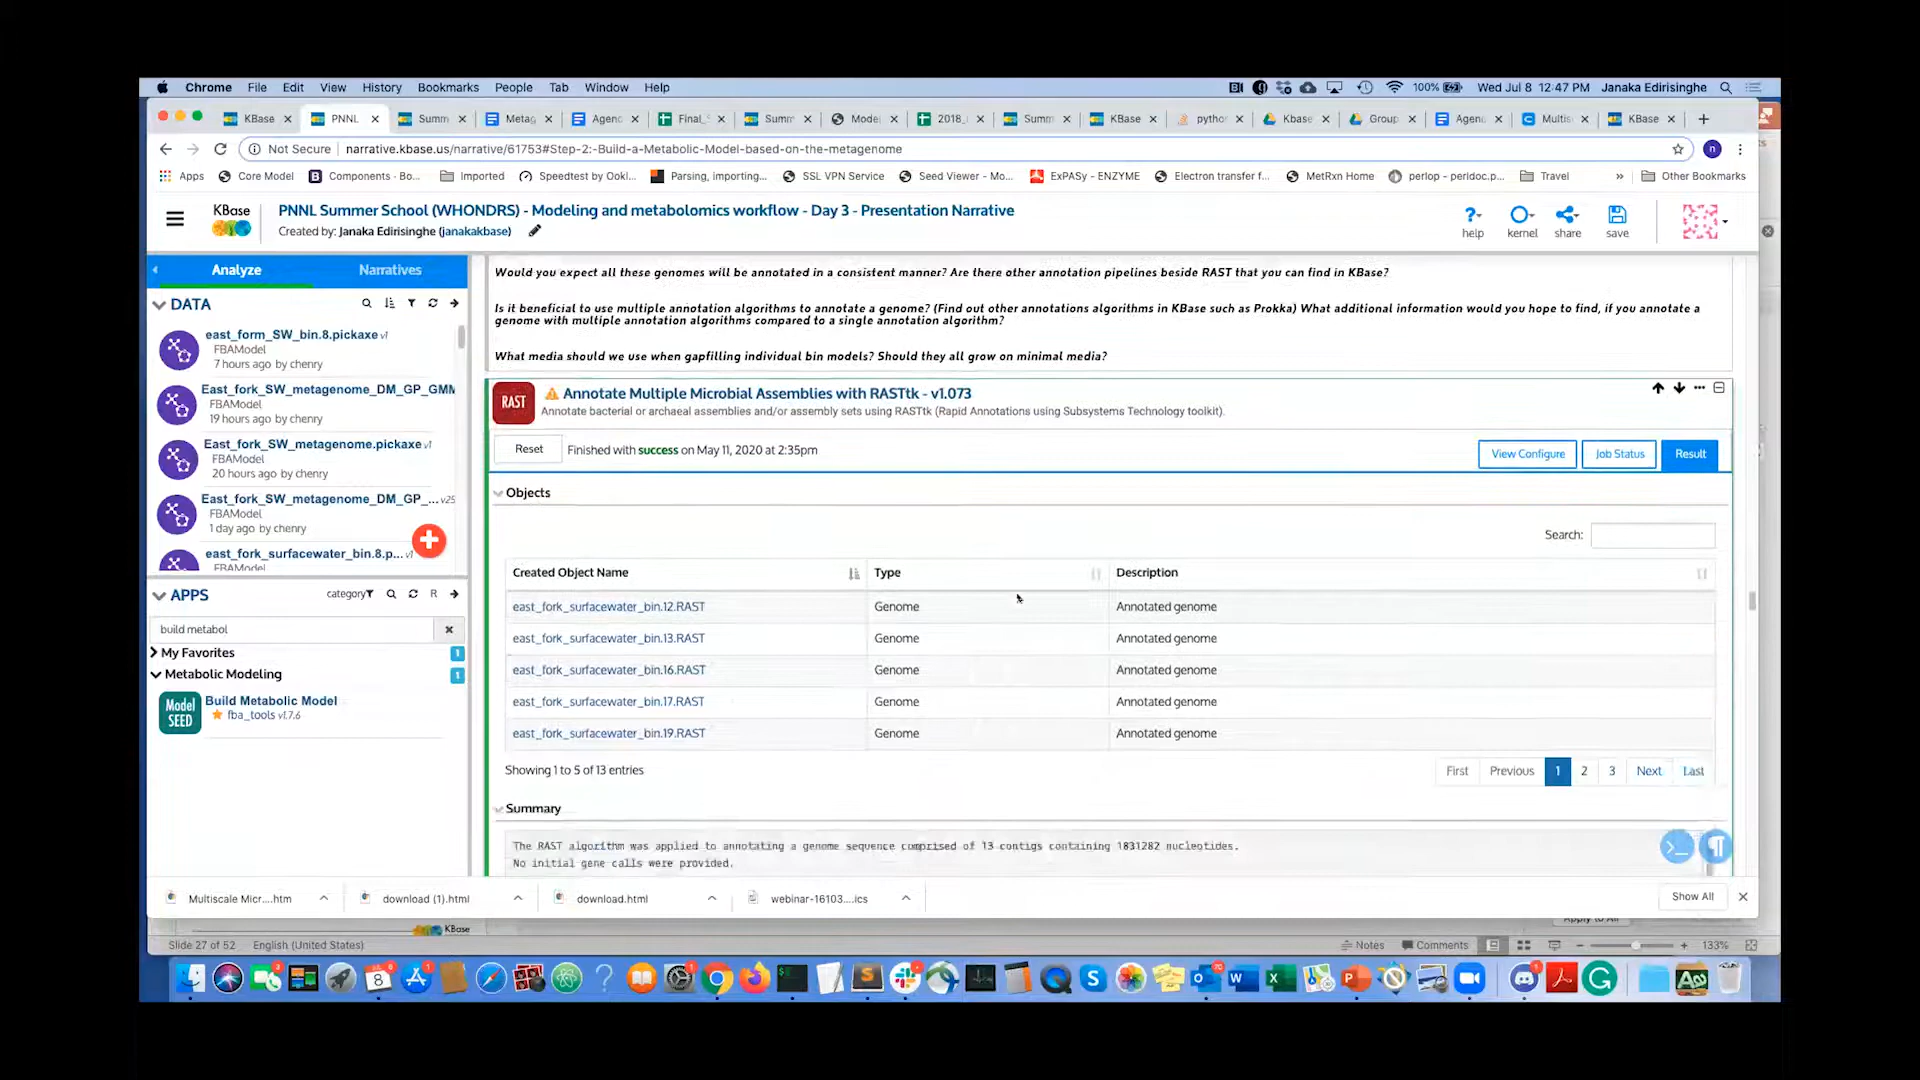 Chrome File Edit View History Bookmarks People Tab Window Help 100% Wed Jul 8 12:47 PM Janaka Edirisinghe
KBase PNNL Summ Metag Agen Final_ Summ Model 2018_ Summ KBase python Kbase Group Agen Multis KBase
Not Secure narrative.kbase.us/narrative/61753#Step-2:-Build-a-Metabolic-Model-based-on-the-metagenome
Apps Core Model Components - Bo... Imported Speedtest by Ookl... Parsing, importing... SSL VPN Service Seed Viewer - Mo... ExPASy - ENZYME Electron transfer f... MetRxn Home perlop - perldoc.p... Travel » Other Bookmarks
KBase
PNNL Summer School (WHONDRS) - Modeling and metabolomics workflow - Day 3 - Presentation Narrative
Created by: Janaka Edirisinghe (janakakbase)
help kernel share save
Analyze Narratives
DATA
east_form_SW_bin.8.pickaxe v1
FBAModel
7 hours ago by chenry
East_fork_SW_metagenome_DM_GP_GMM
FBAModel
19 hours ago by chenry
East_fork_SW_metagenome.pickaxe v1
FBAModel
20 hours ago by chenry
East_fork_SW_metagenome_DM_GP_... v25
FBAModel
1 day ago by chenry
east_fork_surfacewater_bin.8.p... v1
FBAModel
APPS category R
build metabol
My Favorites 1
Metabolic Modeling 1
Model SEED
Build Metabolic Model
fba_tools v1.7.6
Would you expect all these genomes will be annotated in a consistent manner? Are there other annotation pipelines beside RAST that you can find in KBase?
Is it beneficial to use multiple annotation algorithms to annotate a genome? (Find out other annotations algorithms in KBase such as Prokka) What additional information would you hope to find, if you annotate a
genome with multiple annotation algorithms compared to a single annotation algorithm?
What media should we use when gapfilling individual bin models? Should they all grow on minimal media?
RAST
Annotate Multiple Microbial Assemblies with RASTtk - v1.073
Annotate bacterial or archaeal assemblies and/or assembly sets using RASTtk (Rapid Annotations using Subsystems Technology toolkit).
Reset Finished with success on May 11, 2020 at 2:35pm View Configure Job Status Result
Objects
Search:
Created Object Name Type Description
east_fork_surfacewater_bin.12.RAST Genome Annotated genome
east_fork_surfacewater_bin.13.RAST Genome Annotated genome
east_fork_surfacewater_bin.16.RAST Genome Annotated genome
east_fork_surfacewater_bin.17.RAST Genome Annotated genome
east_fork_surfacewater_bin.19.RAST Genome Annotated genome
Showing 1 to 5 of 13 entries First Previous 1 2 3 Next Last
Summary
The RAST algorithm was applied to annotating a genome sequence comprised of 13 contigs containing 1831282 nucleotides.
No initial gene calls were provided.
Multiscale Micr....htm download (1).html download.html webinar-16103....ics Show All
KBase
Slide 27 of 52 English (United States) Notes Comments 133%